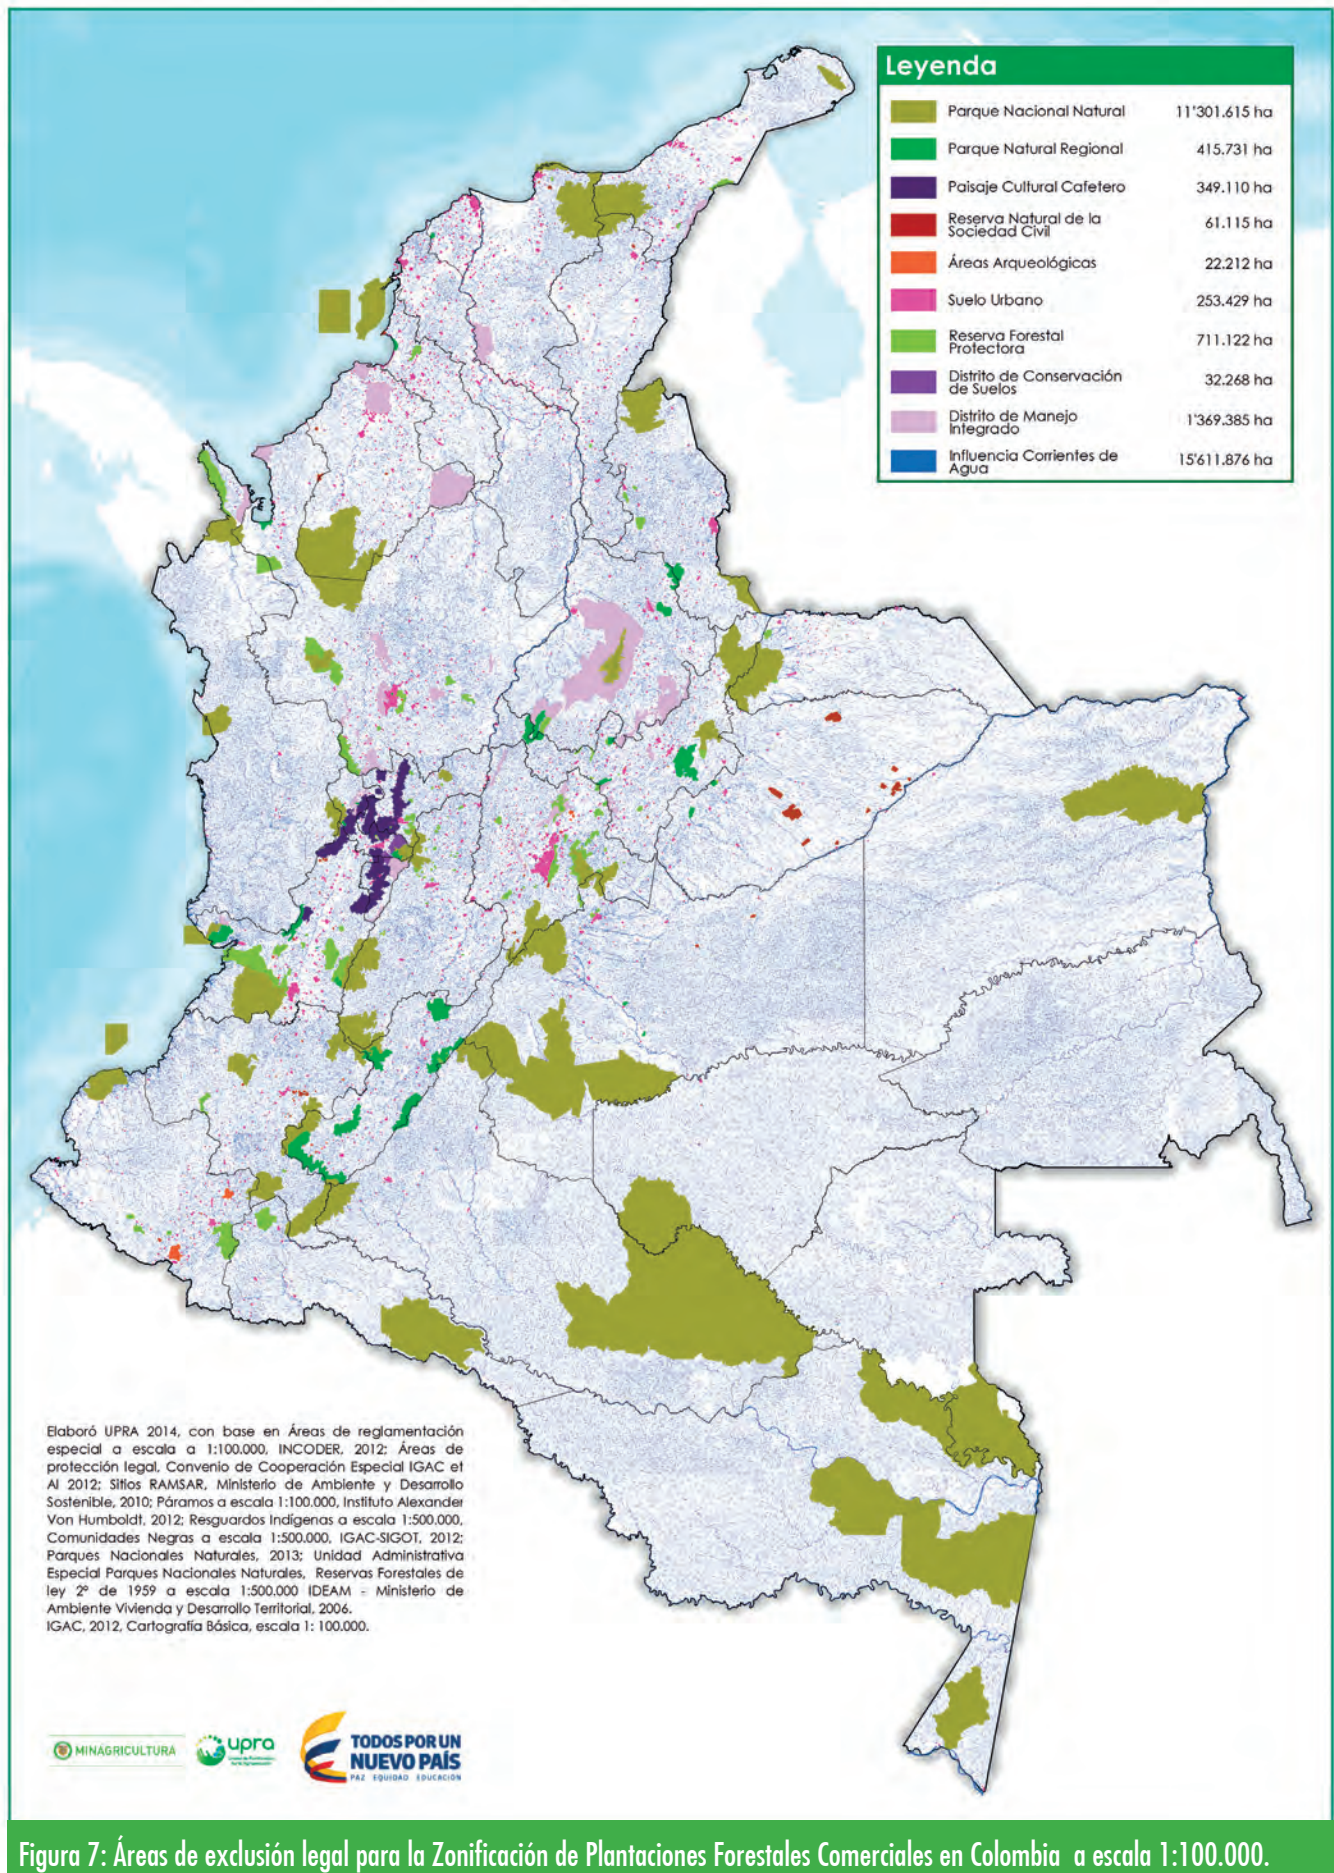 Leyenda
Parque Nacional Natural 11'301.615 ha
Parque Natural Regional 415.731 ha
Paisaje Cultural Cafetero 349.110 ha
Reserva Natural de la
Sociedad Civil 61.115 ha
Áreas Arqueológicas 22.212 ha
Suelo Urbano 253.429 ha
Reserva Forestal
Protectora 711.122 ha
Distrito de Conservación
de Suelos 32.268 ha
Distrito de Manejo
Integrado 1'369.385 ha
Influencia Corrientes de
Agua 15'611.876 ha
Elaboró UPRA 2014, con base en Áreas de reglamentación
especial a escala a 1:100.000, INCODER, 2012; Áreas de
protección legal, Convenio de Cooperación Especial IGAC et
Al 2012; Sitios RAMSAR, Ministerio de Ambiente y Desarrollo
Sostenible, 2010; Páramos a escala 1:100.000, Instituto Alexander
Von Humboldt, 2012; Resguardos Indígenas a escala 1:500.000,
Comunidades Negras a escala 1:500.000, IGAC-SIGOT, 2012;
Parques Nacionales Naturales, 2013; Unidad Administrativa
Especial Parques Nacionales Naturales, Reservas Forestales de
ley 2º de 1959 a escala 1:500.000 IDEAM - Ministerio de
Ambiente Vivienda y Desarrollo Territorial, 2006.
IGAC, 2012, Cartografía Básica, escala 1: 100.000.
MINAGRICULTURA
upra
TODOS POR UN
NUEVO PAÍS
PAZ EQUIDAD EDUCACIÓN
Figura 7: Áreas de exclusión legal para la Zonificación de Plantaciones Forestales Comerciales en Colombia a escala 1:100.000.